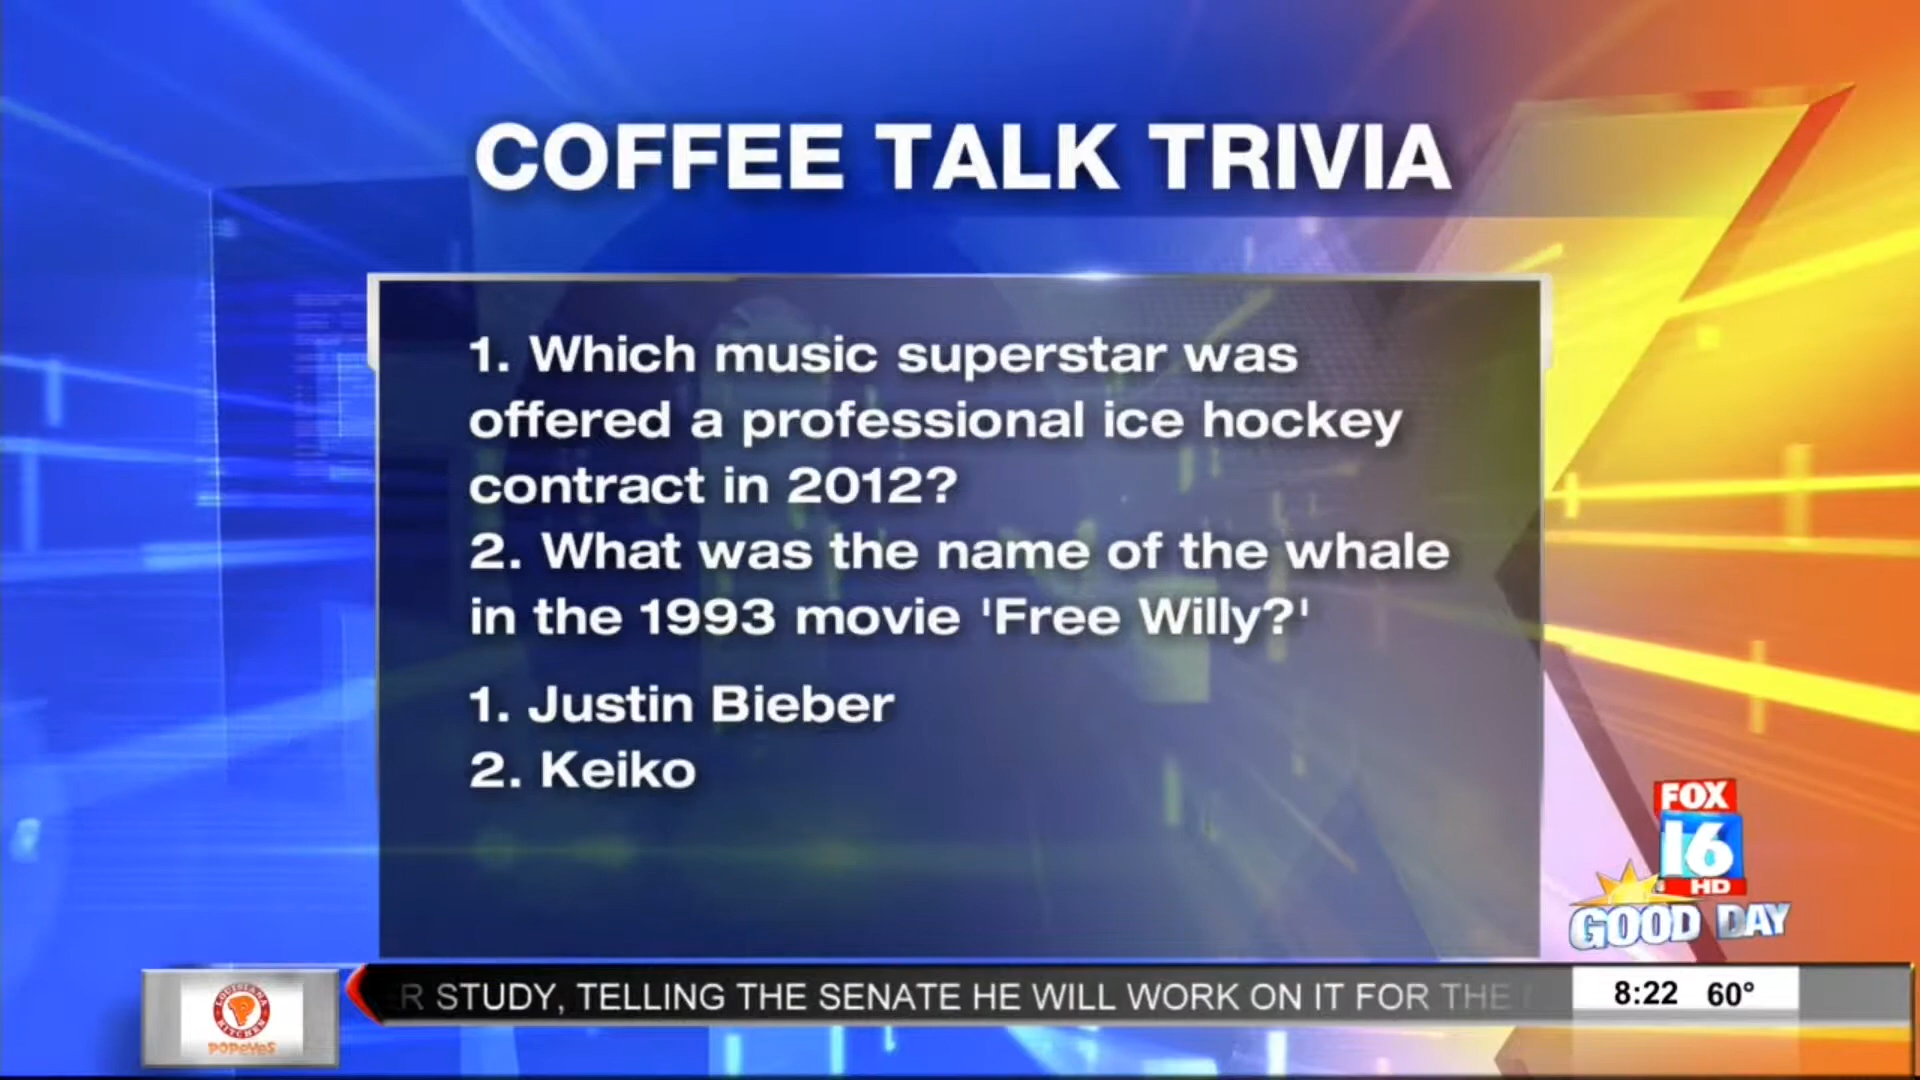 COFFEE TALK TRIVIA
1. Which music superstar was
offered a professional ice hockey
contract in 2012?
2. What was the name of the whale
in the 1993 movie 'Free Willy?'
1. Justin Bieber
2. Keiko
FOX
16
HD
GOOD DAY
LOUISIANA
KITCHEN
POPEYES
R STUDY, TELLING THE SENATE HE WILL WORK ON IT FOR THE
8:22 60°